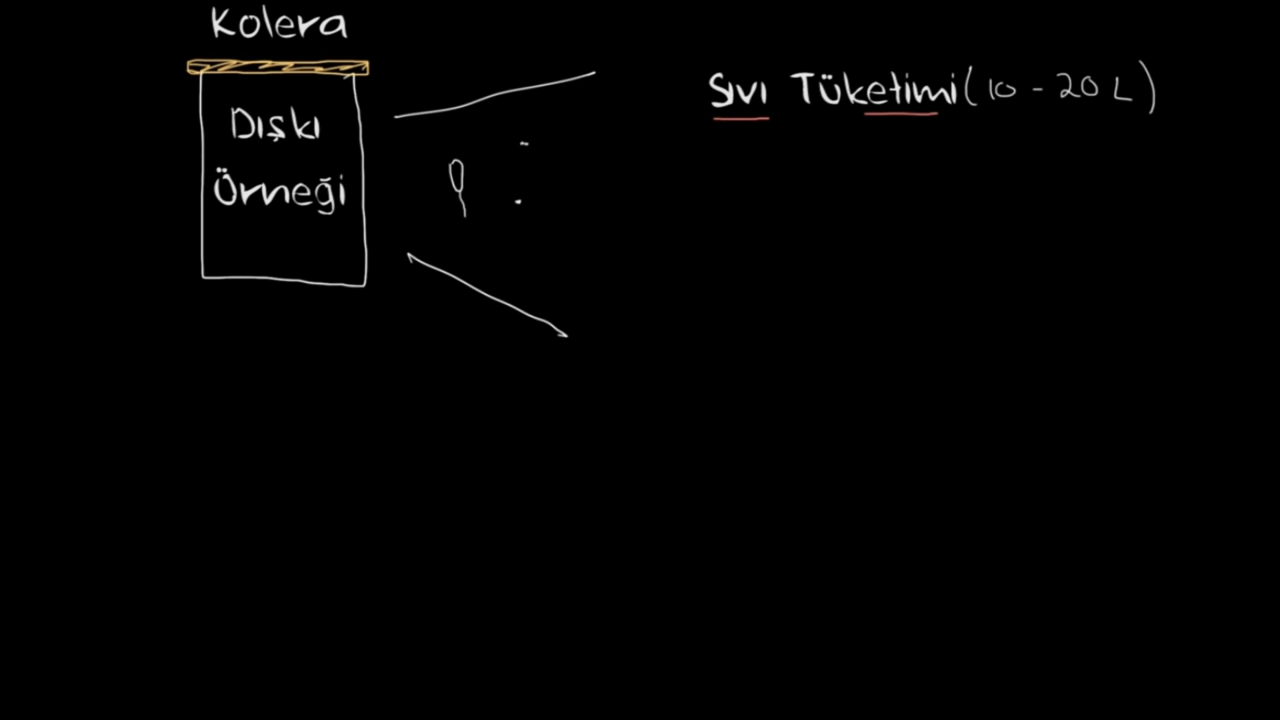 Kolera
Dışkı
Örneği
Sıvı Tüketimi (10 - 20 L)